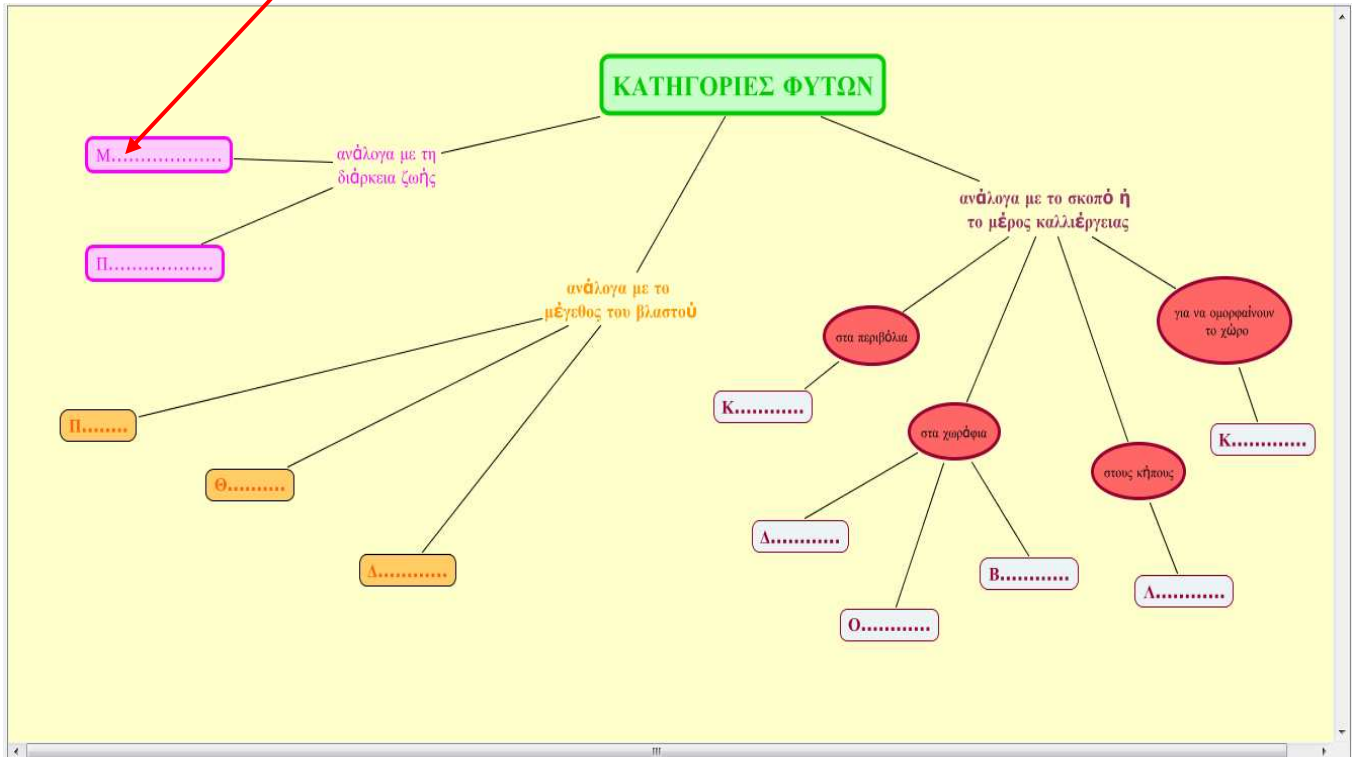 ΚΑΤΗΓΟΡΙΕΣ ΦΥΤΩΝ
Μ...................
ανάλογα με τη
διάρκεια ζωής
Π..................
ανάλογα με το
μέγεθος του βλαστού
Π........
Θ..........
Δ............
ανάλογα με το σκοπό ή
το μέρος καλλιέργειας
στα περιβόλια
Κ............
στα χωράφια
Δ............
Ο............
Β............
στους κήπους
Λ............
για να ομορφαίνουν
το χώρο
Κ.............